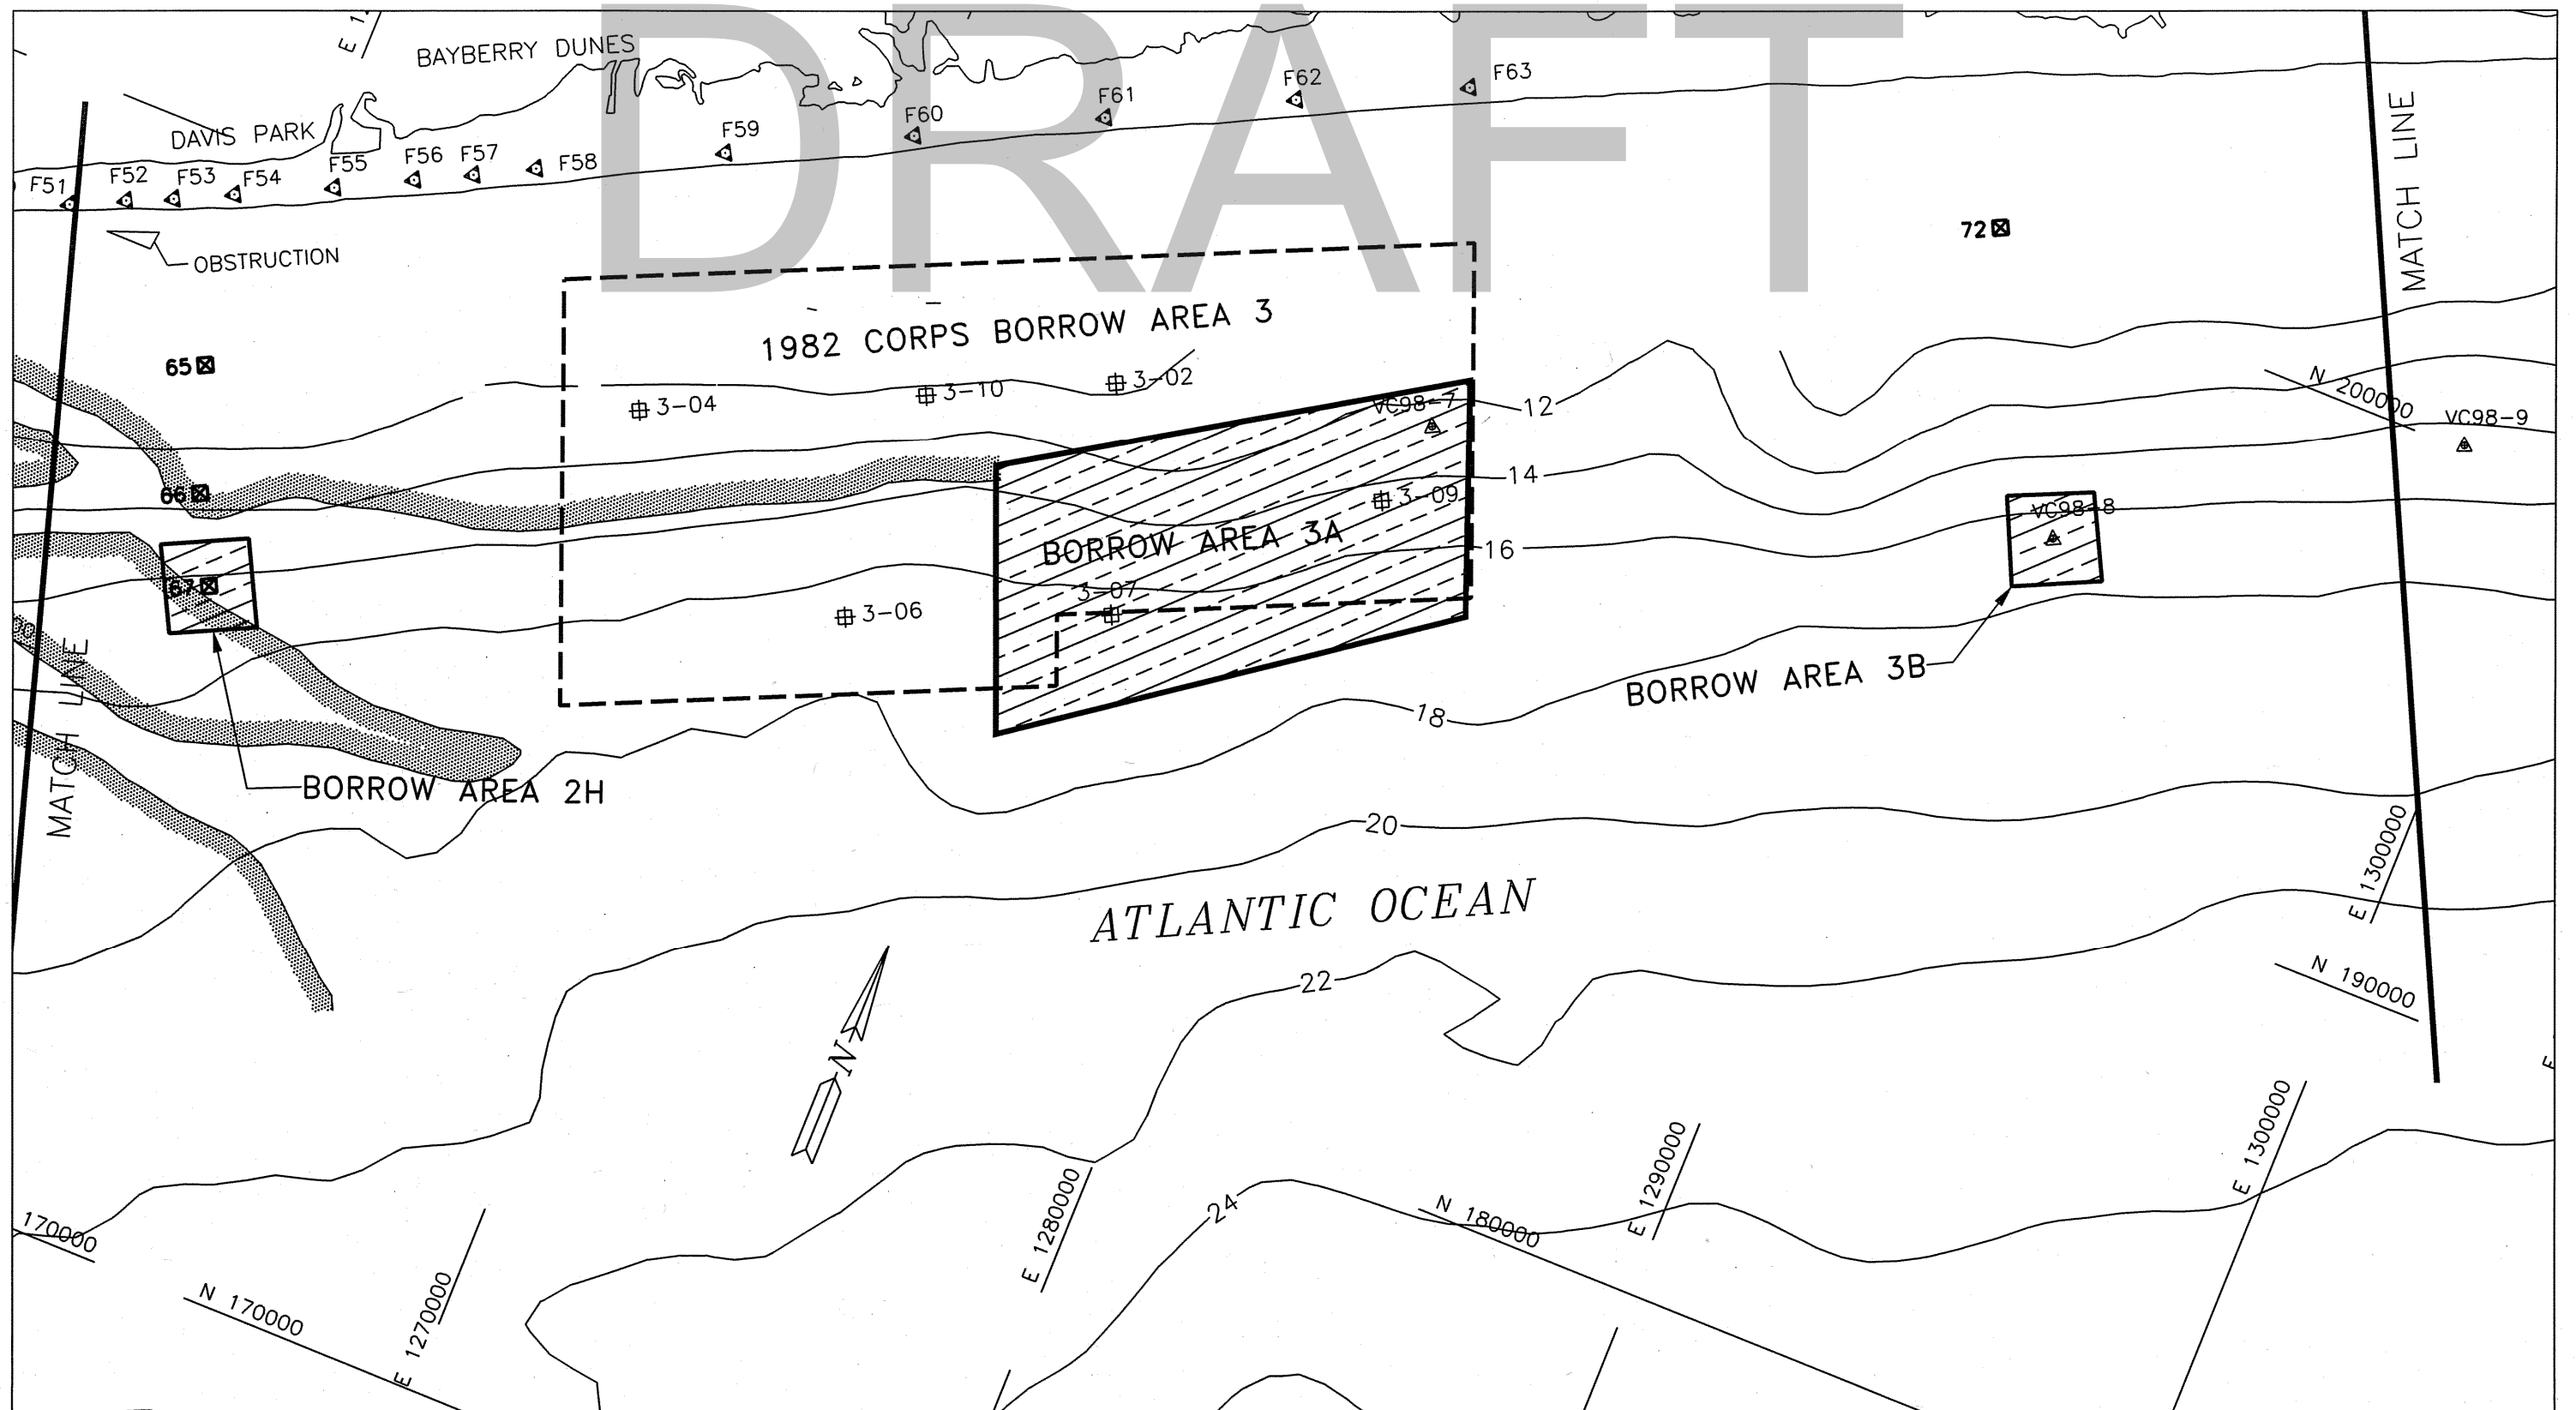 DRAFT
BAYBERRY DUNES
DAVIS PARK
F51
F52
F53
F54
F55
F56
F57
F58
F59
F60
F61
F62
F63
OBSTRUCTION
MATCH LINE
72
65
1982 CORPS BORROW AREA 3
3-04
3-10
3-02
VC98-7
12
N 200000
VC98-9
66
14
3-09
VC98-8
BORROW AREA 3A
16
67
3-07
3-06
MATCH LINE
BORROW AREA 3B
18
BORROW AREA 2H
20
E 1300000
ATLANTIC OCEAN
22
N 190000
N
24
E 1280000
N 180000
E 1290000
E 1300000
170000
N 170000
E 1270000